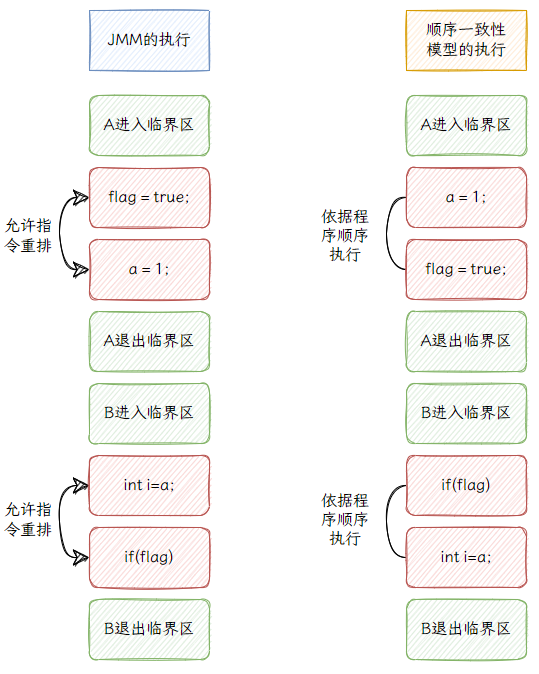 JMM的执行
A进入临界区
允许指
令重排
flag = true;
a = 1;
A退出临界区
B进入临界区
允许指
令重排
int i=a;
if(flag)
B退出临界区
顺序一致性
模型的执行
A进入临界区
依据程
序顺序
执行
a = 1;
flag = true;
A退出临界区
B进入临界区
依据程
序顺序
执行
if(flag)
int i=a;
B退出临界区